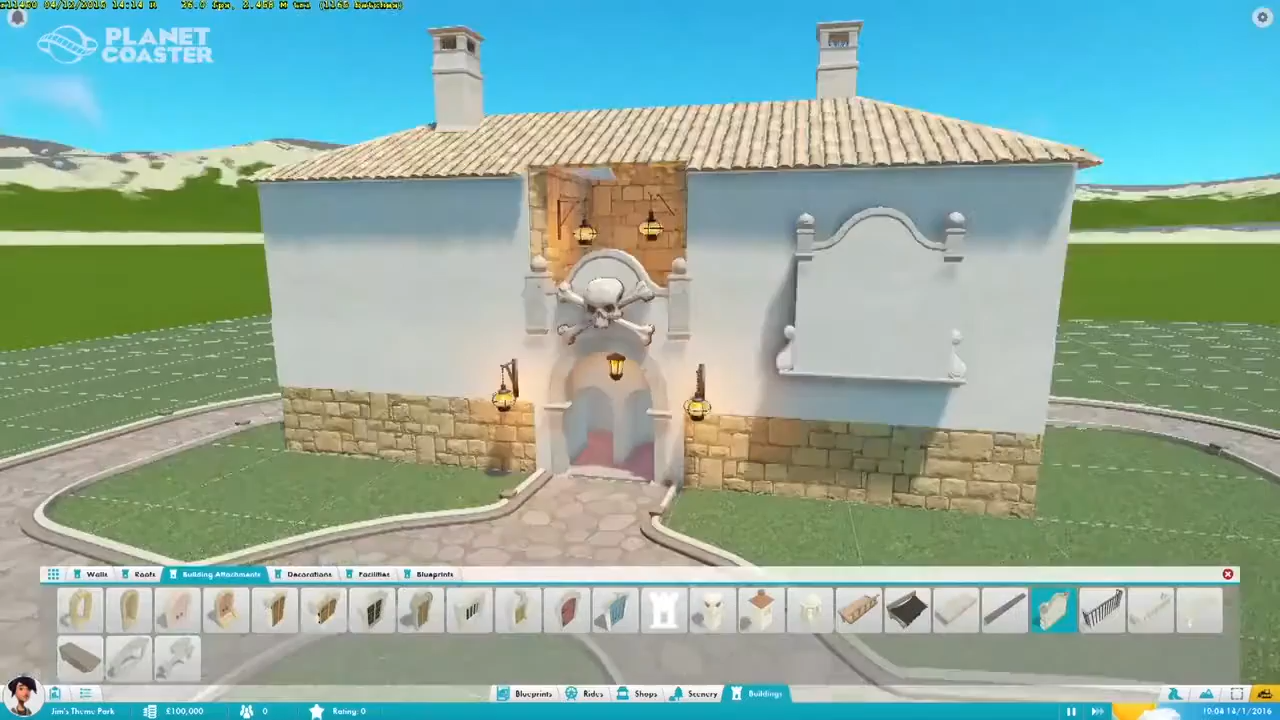 PLANET
COASTER
Walls
Roofs
Building Attachments
Decorations
Facilities
Blueprints
Blueprints
Rides
Shops
Scenery
Buildings
Jim's Theme Park
£100,000
0
Rating: 0
10:04 14/1/2016